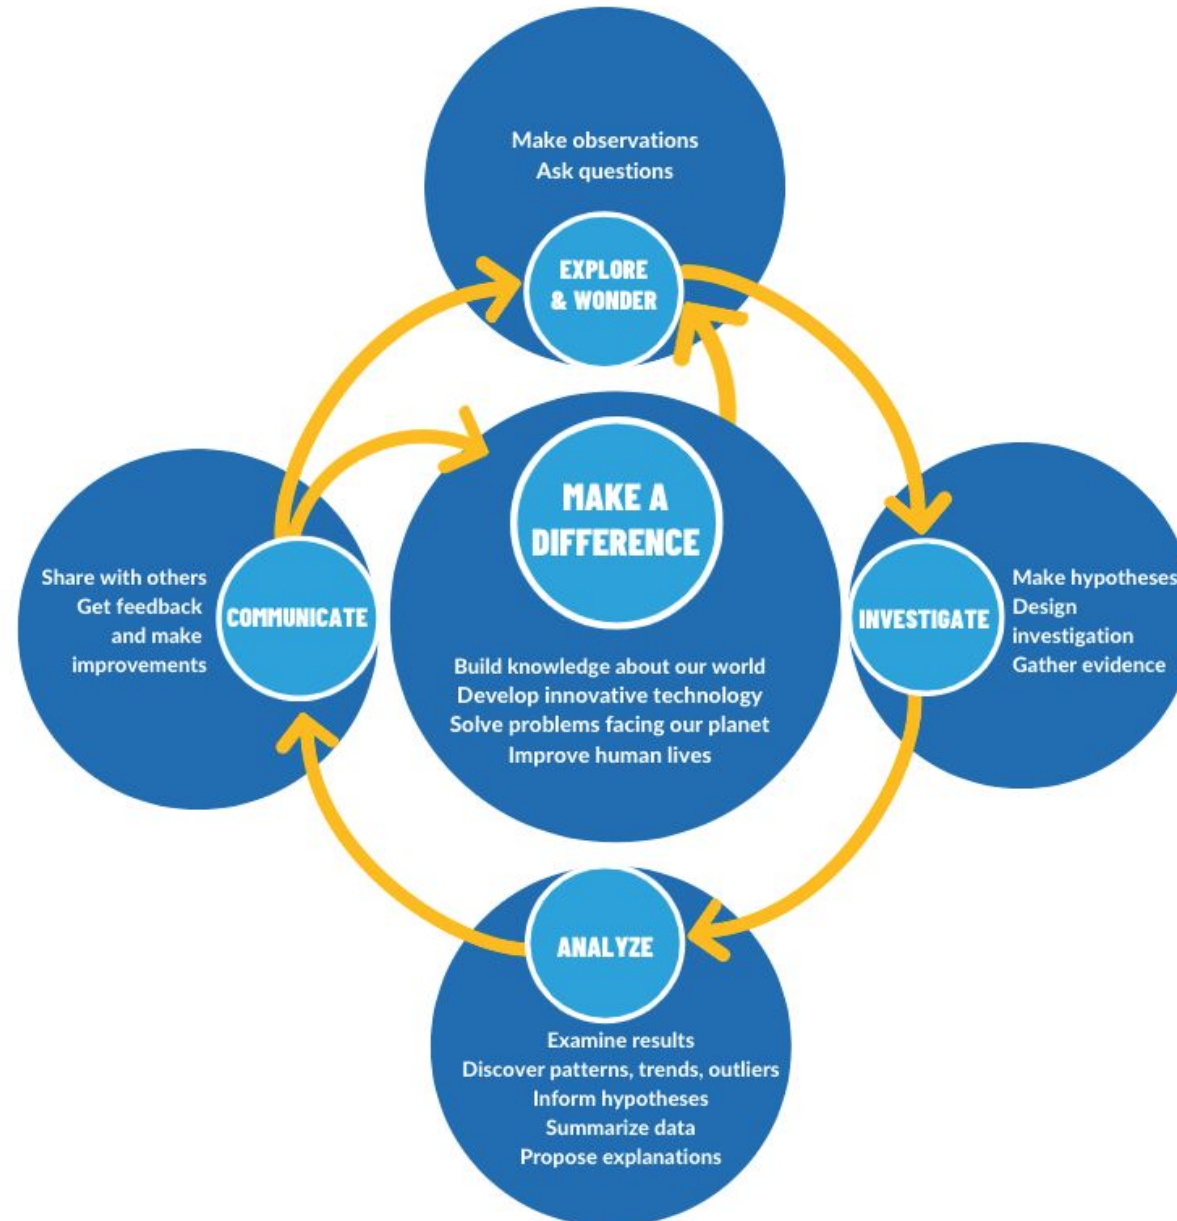 Make observations
Ask questions
EXPLORE
& WONDER
MAKE A
DIFFERENCE
Build knowledge about our world
Develop innovative technology
Solve problems facing our planet
Improve human lives
Share with others
Get feedback
and make
improvements
COMMUNICATE
INVESTIGATE
Make hypotheses
Design
investigation
Gather evidence
ANALYZE
Examine results
Discover patterns, trends, outliers
Inform hypotheses
Summarize data
Propose explanations